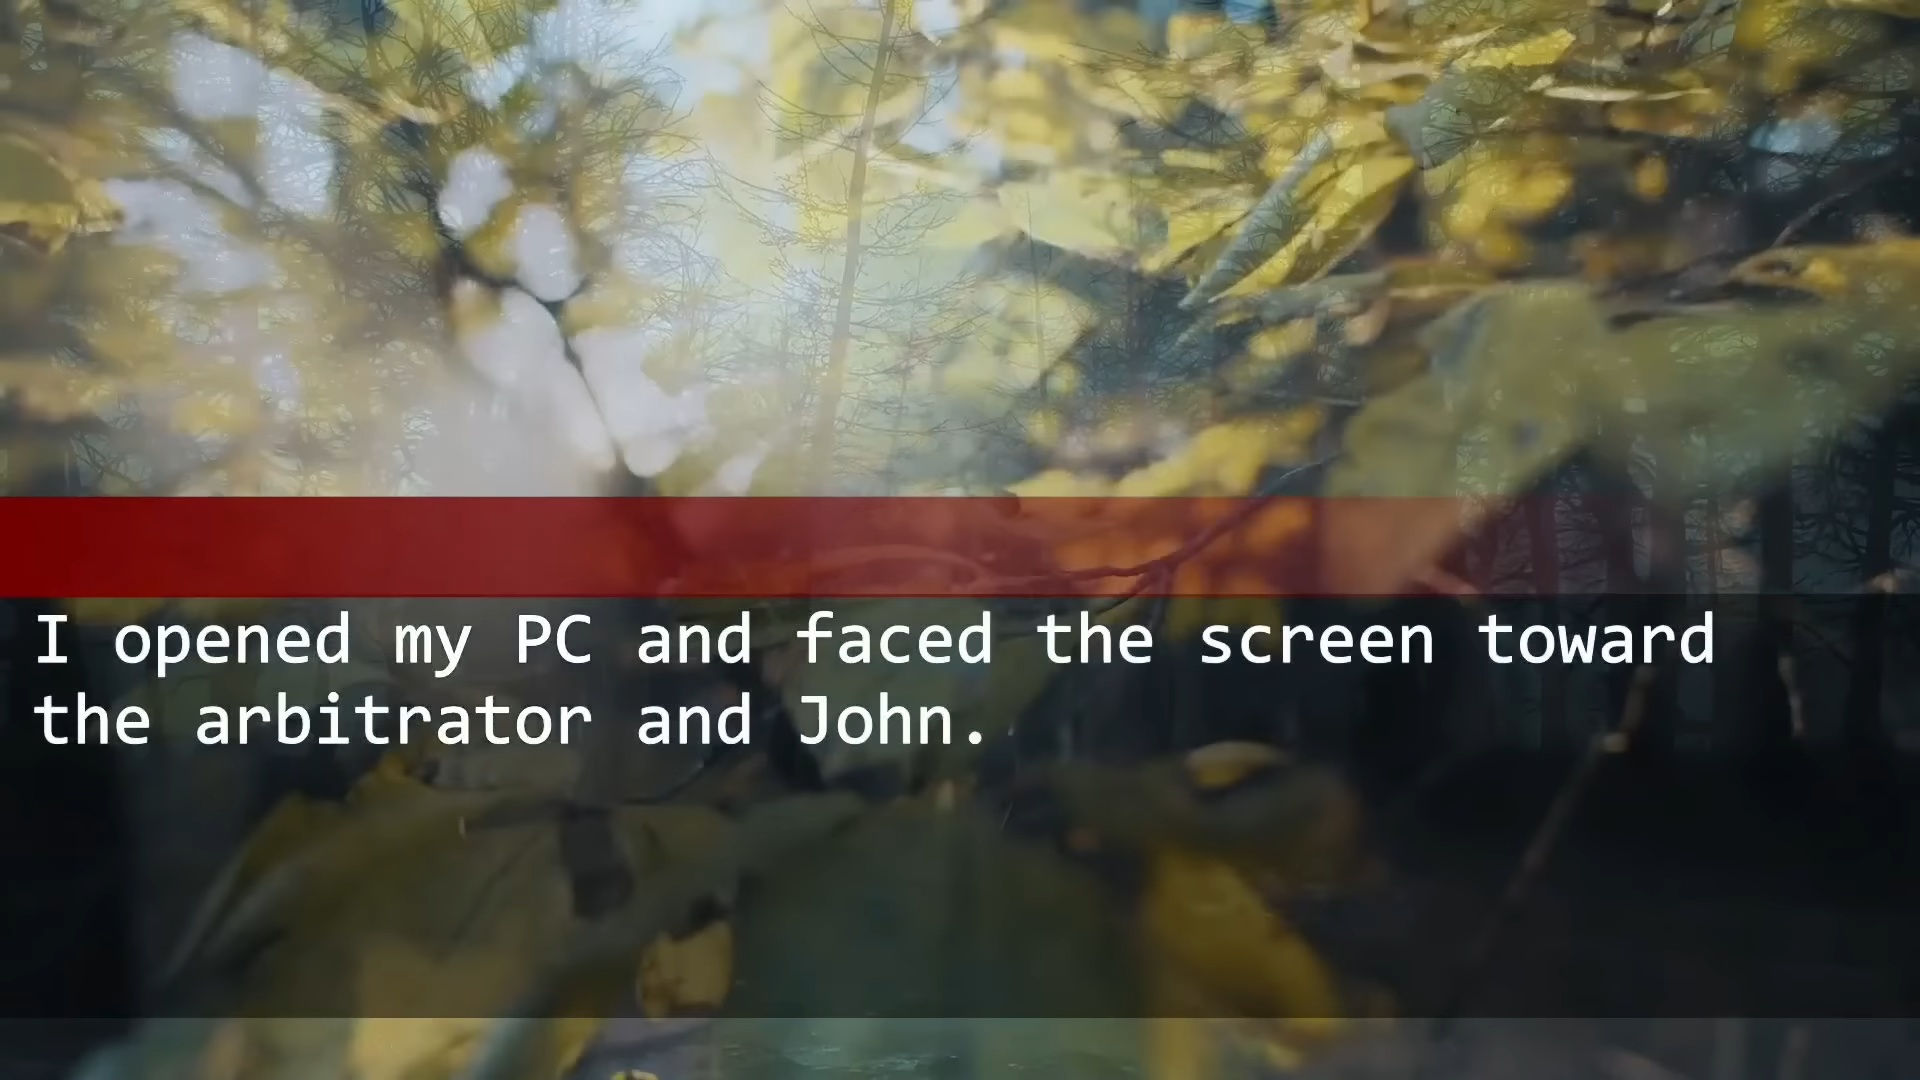 I opened my PC and faced the screen toward
the arbitrator and John.